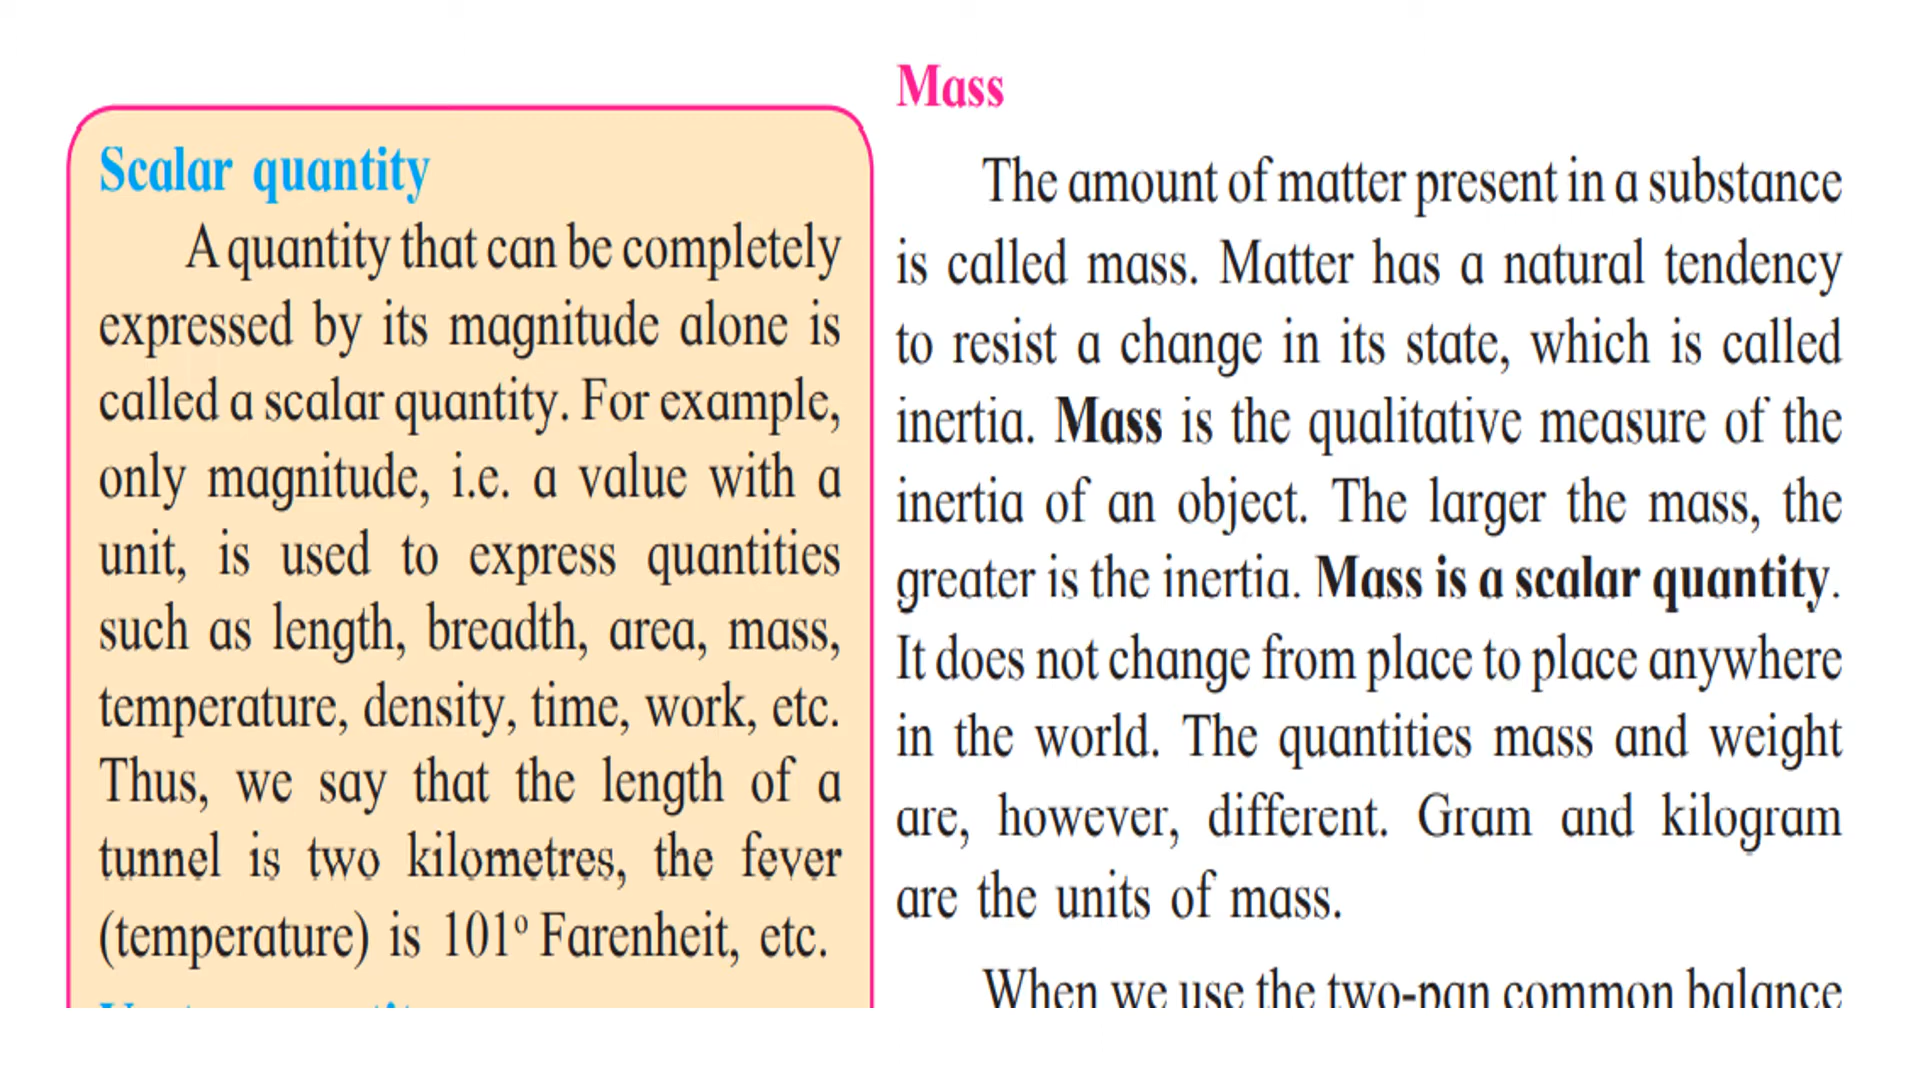 Scalar quantity
A quantity that can be completely
expressed by its magnitude alone is
called a scalar quantity. For example,
only magnitude, i.e. a value with a
unit, is used to express quantities
such as length, breadth, area, mass,
temperature, density, time, work, etc.
Thus, we say that the length of a
tunnel is two kilometres, the fever
(temperature) is 101º Farenheit, etc.
Mass
The amount of matter present in a substance
is called mass. Matter has a natural tendency
to resist a change in its state, which is called
inertia. Mass is the qualitative measure of the
inertia of an object. The larger the mass, the
greater is the inertia. Mass is a scalar quantity.
It does not change from place to place anywhere
in the world. The quantities mass and weight
are, however, different. Gram and kilogram
are the units of mass.
When we use the two-pan common balance